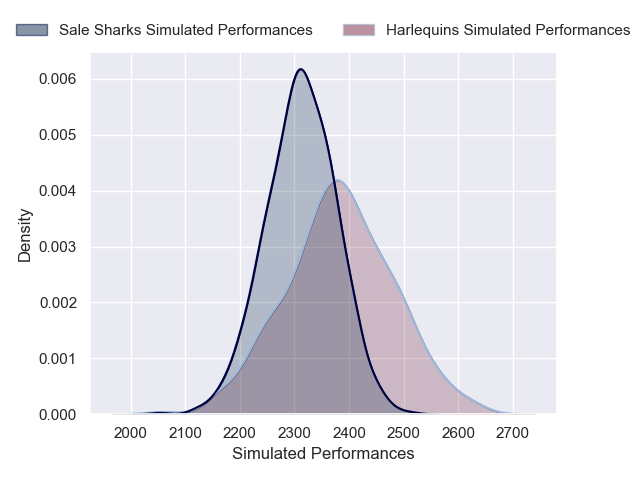 Sale Sharks Simulated Performances
Harlequins Simulated Performances
0.006
0.005
0.004
0.003
0.002
0.001
0.000
Density
2000 2100 2200 2300 2400 2500 2600 2700
Simulated Performances